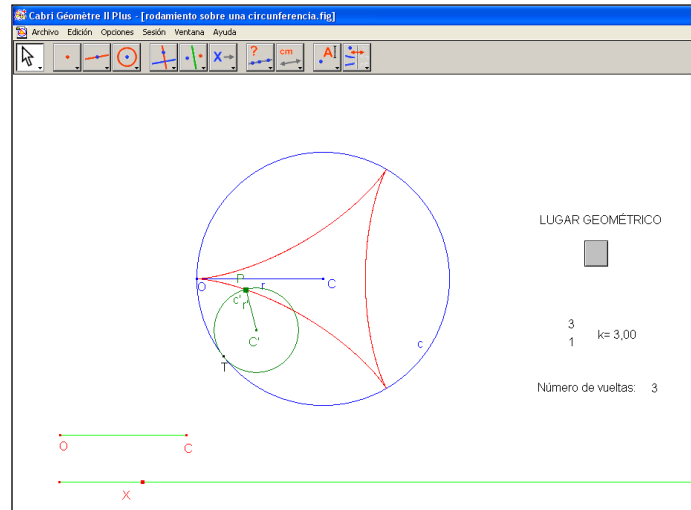 Cabri Géomètre II Plus - [rodamiento sobre una circunferencia.fig]
Archivo Edición Opciones Sesión Ventana Ayuda
X ? cm A
LUGAR GEOMÉTRICO
P
O r C
c' r'
3
k= 3,00
1
C'
c
T
Número de vueltas: 3
O C
X